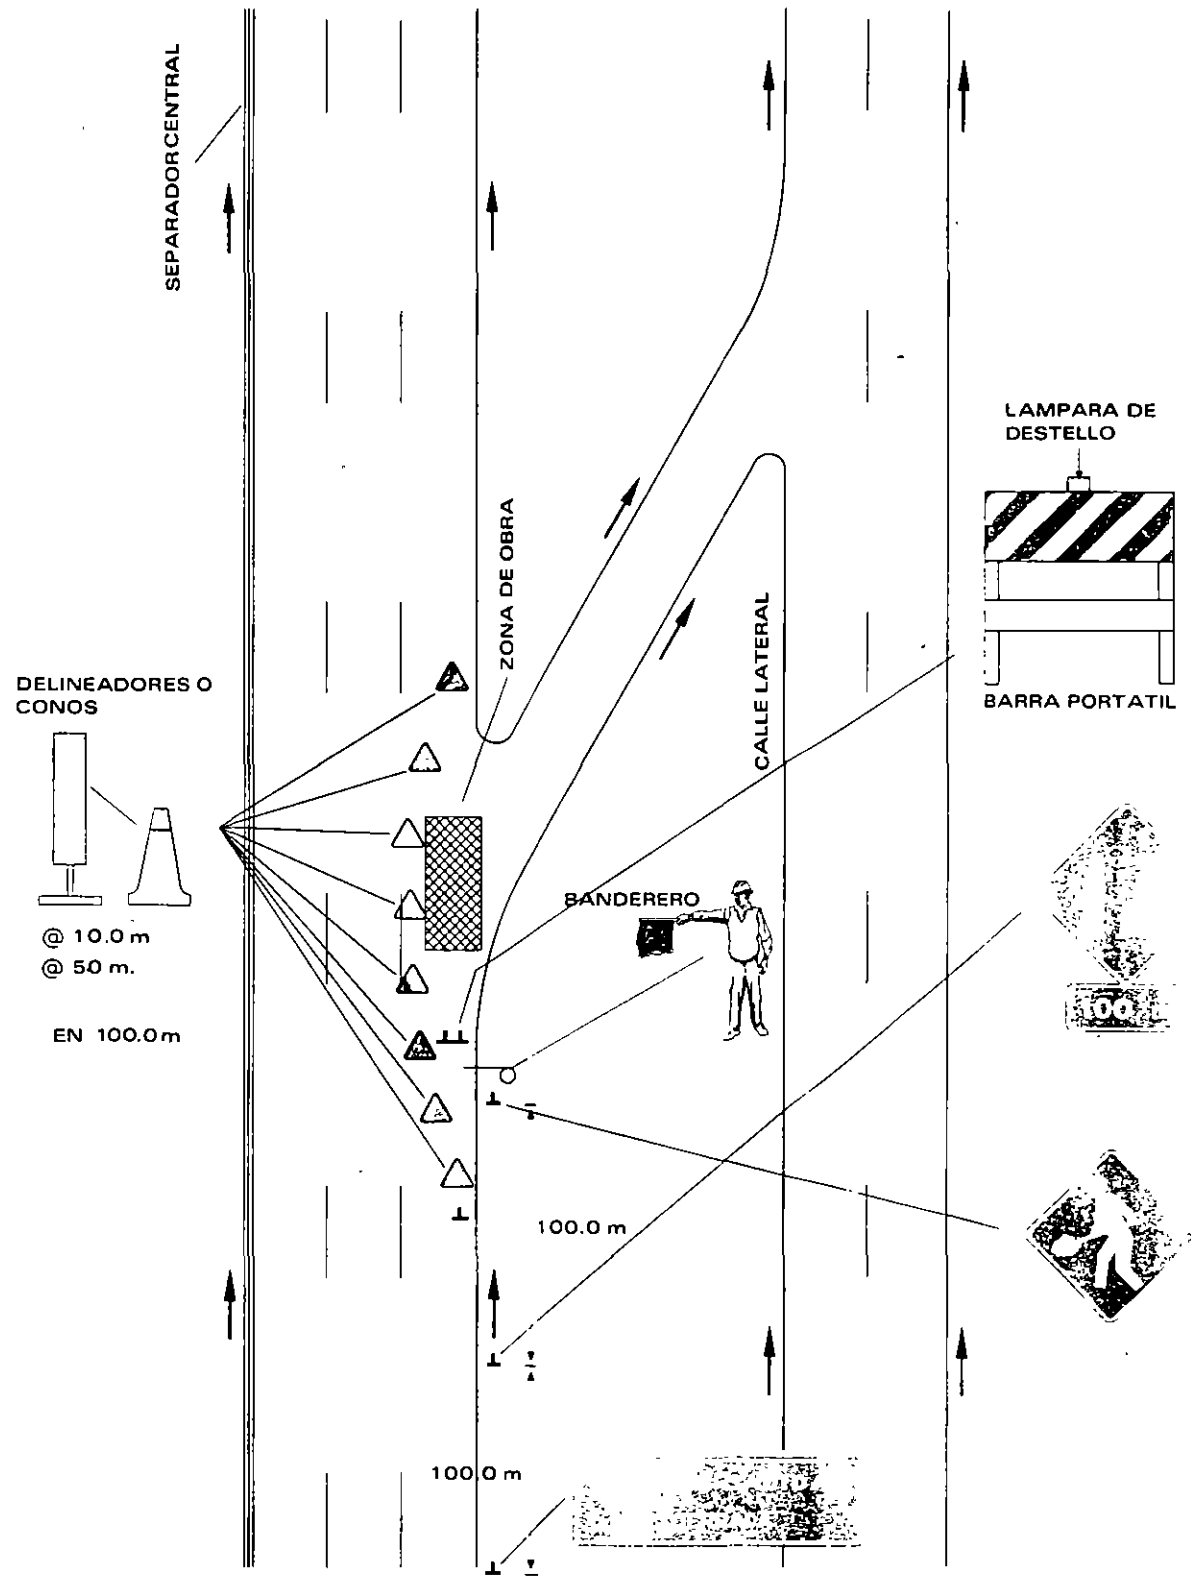 SEPARADOR CENTRAL
LAMPARA DE
DESTELLO
ZONA DE OBRA
CALLE LATERAL
DELINEADORES O
CONOS
BARRA PORTATIL
BANDERERO
@ 10.0 m
@ 50 m.
100
EN 100.0 m
100.0 m
100.0 m